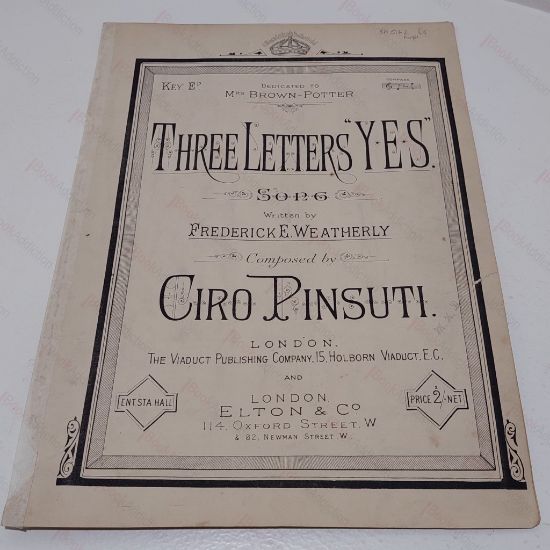 KEY E♭
DEDICATED TO
MRS BROWN-POTTER
COMPASS
THREE LETTERS "YES".
SONG
Written by
FREDERICK E. WEATHERLY
Composed by
CIRO PINSUTI.
LONDON.
THE VIADUCT PUBLISHING COMPANY, 15, HOLBORN VIADUCT, E.C.
AND
ENT. STA. HALL
LONDON.
ELTON & Co
114, OXFORD STREET, W
& 82, NEWMAN STREET W.
PRICE 2/- NET